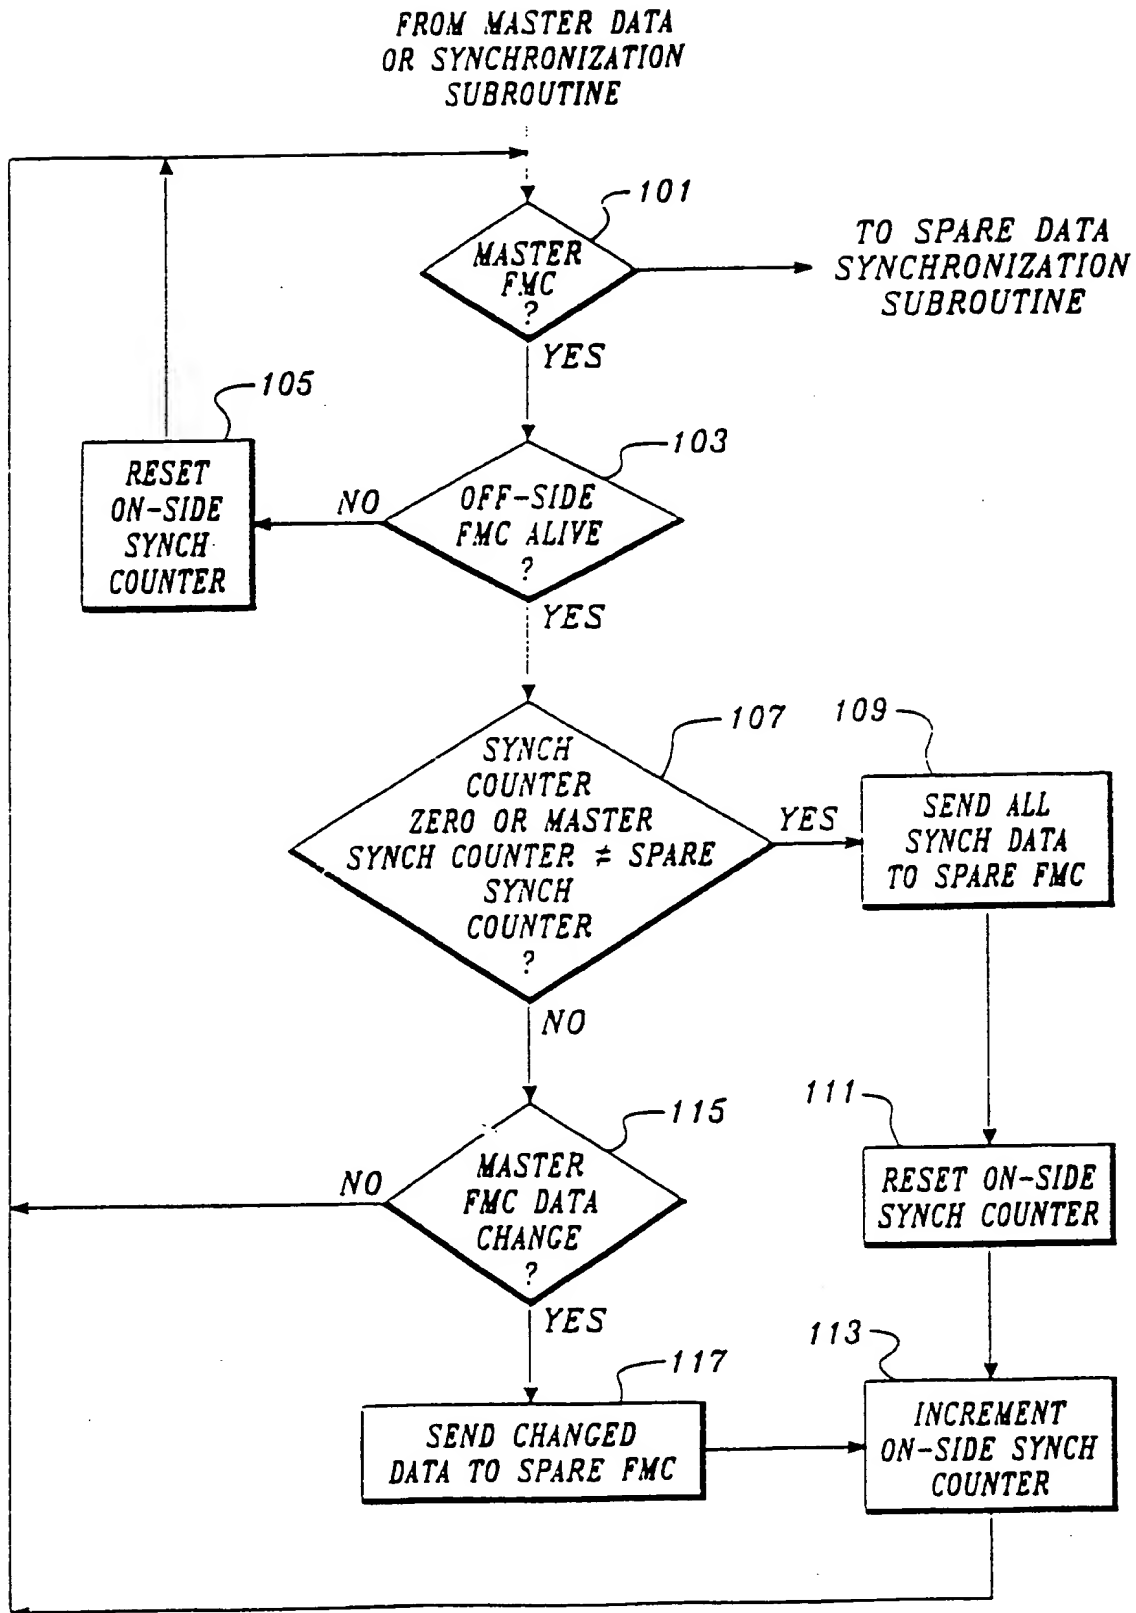 FROM MASTER DATA
OR SYNCHRONIZATION
SUBROUTINE
101
MASTER
FMC
?
TO SPARE DATA
SYNCHRONIZATION
SUBROUTINE
YES
105
RESET
ON-SIDE
SYNCH
COUNTER
NO
103
OFF-SIDE
FMC ALIVE
?
YES
107
SYNCH
COUNTER
ZERO OR MASTER
SYNCH COUNTER ≠ SPARE
SYNCH
COUNTER
?
YES
109
SEND ALL
SYNCH DATA
TO SPARE FMC
NO
111
RESET ON-SIDE
SYNCH COUNTER
115
MASTER
FMC DATA
CHANGE
?
NO
YES
117
SEND CHANGED
DATA TO SPARE FMC
113
INCREMENT
ON-SIDE SYNCH
COUNTER